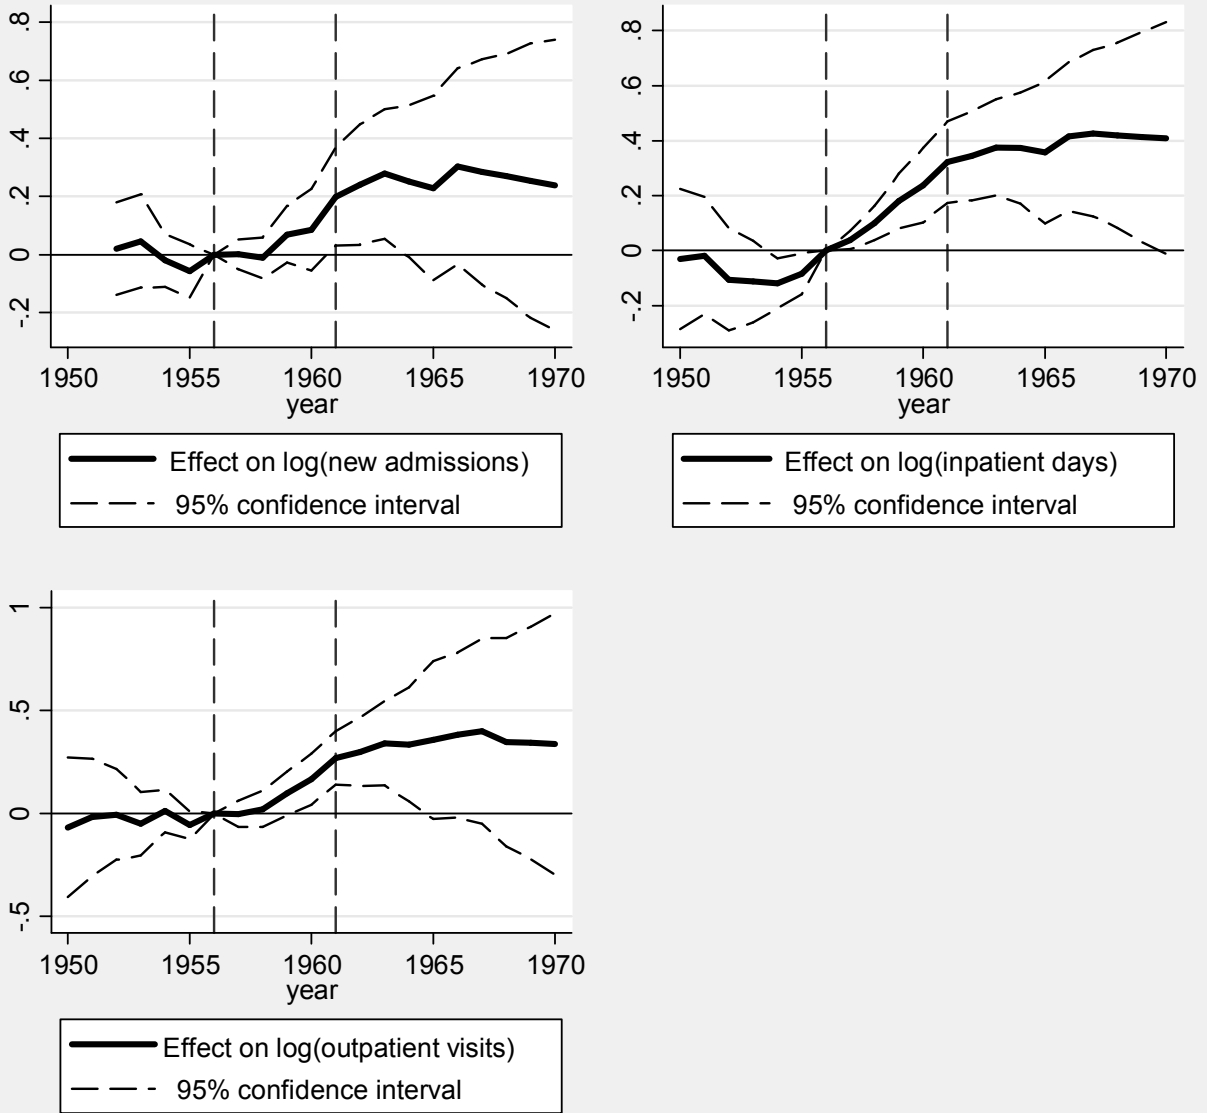 .8
.6
.4
.2
0
-.2
1950 1955 1960 1965 1970
year
Effect on log(new admissions)
95% confidence interval
.8
.6
.4
.2
0
-.2
1950 1955 1960 1965 1970
year
Effect on log(inpatient days)
95% confidence interval
1
.5
0
-.5
1950 1955 1960 1965 1970
year
Effect on log(outpatient visits)
95% confidence interval